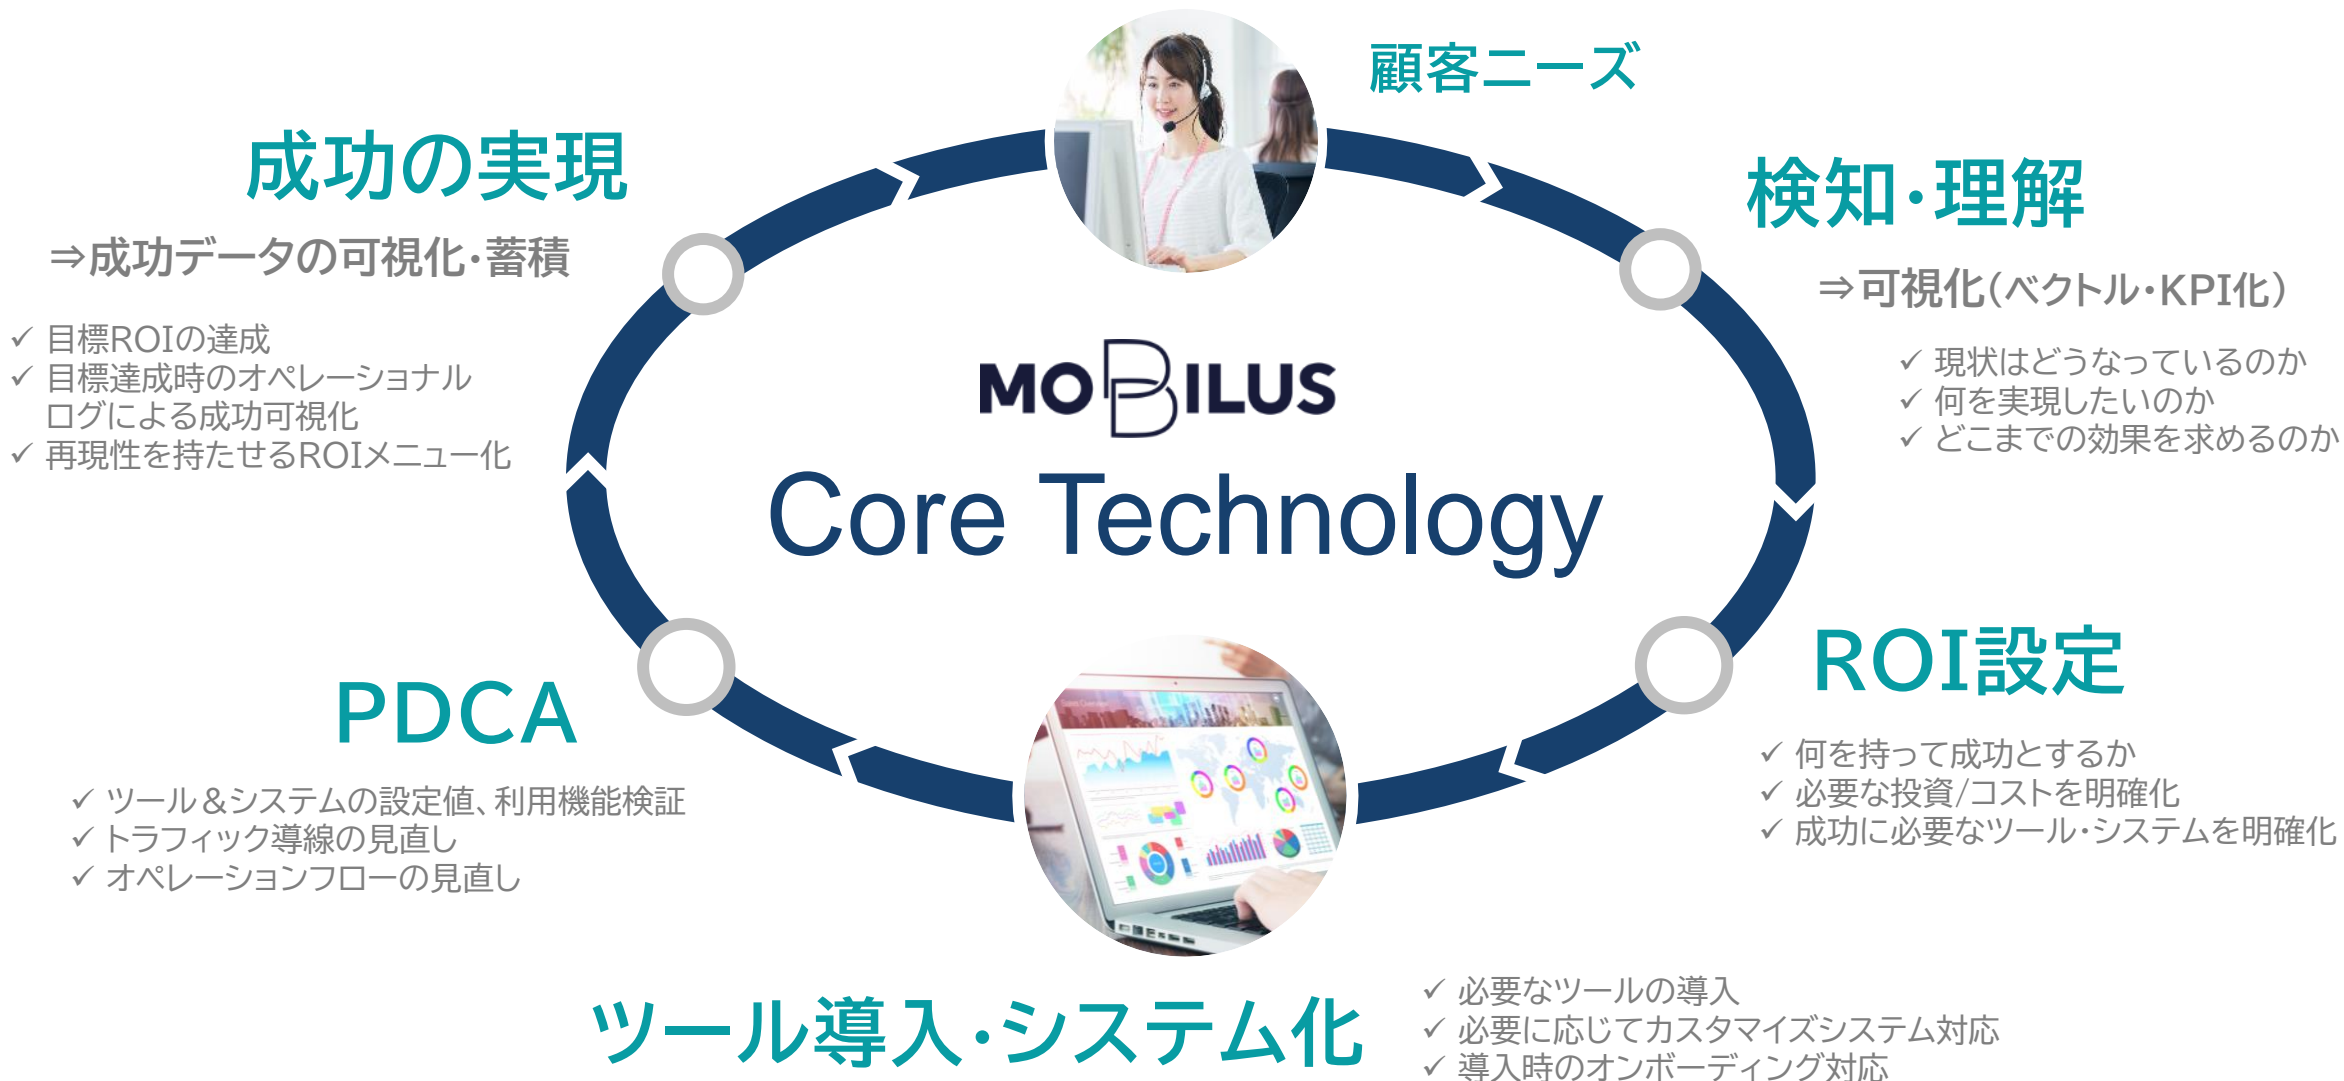 顧客ニーズ
検知・理解
⇒可視化（ベクトル・KPI化）
✓ 現状はどうなっているのか
✓ 何を実現したいのか
✓ どこまでの効果を求めるのか
ROI設定
✓ 何を持って成功とするか
✓ 必要な投資/コストを明確化
✓ 成功に必要なツール・システムを明確化
ツール導入・システム化
✓ 必要なツールの導入
✓ 必要に応じてカスタマイズシステム対応
✓ 導入時のオンボーディング対応
PDCA
✓ ツール＆システムの設定値、利用機能検証
✓ トラフィック導線の見直し
✓ オペレーションフローの見直し
成功の実現
⇒成功データの可視化・蓄積
✓ 目標ROIの達成
✓ 目標達成時のオペレーショナル
ログによる成功可視化
✓ 再現性を持たせるROIメニュー化
MOBILUS
Core Technology